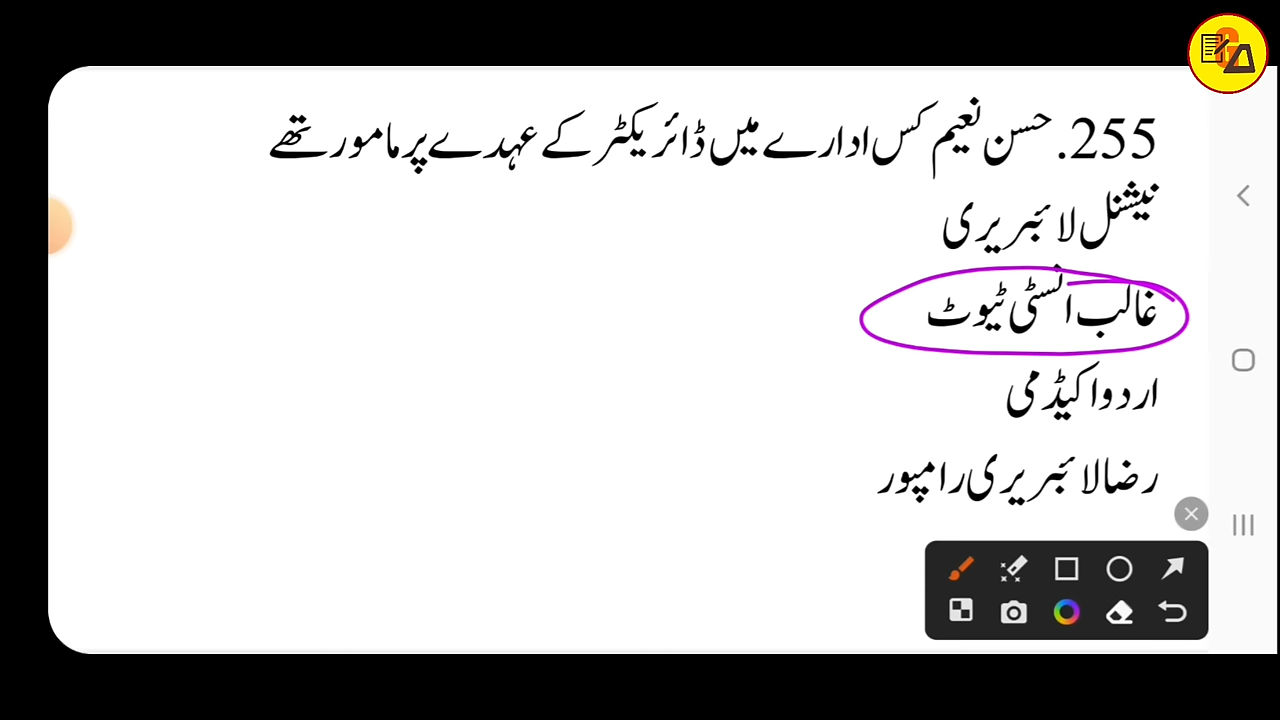 255. حسن نعیم کس ادارے میں ڈائریکٹر کے عہدے پر مامور تھے
نیشنل لائبریری
غالب انسٹی ٹیوٹ
اردو اکیڈمی
رضا لائبریری رامپور